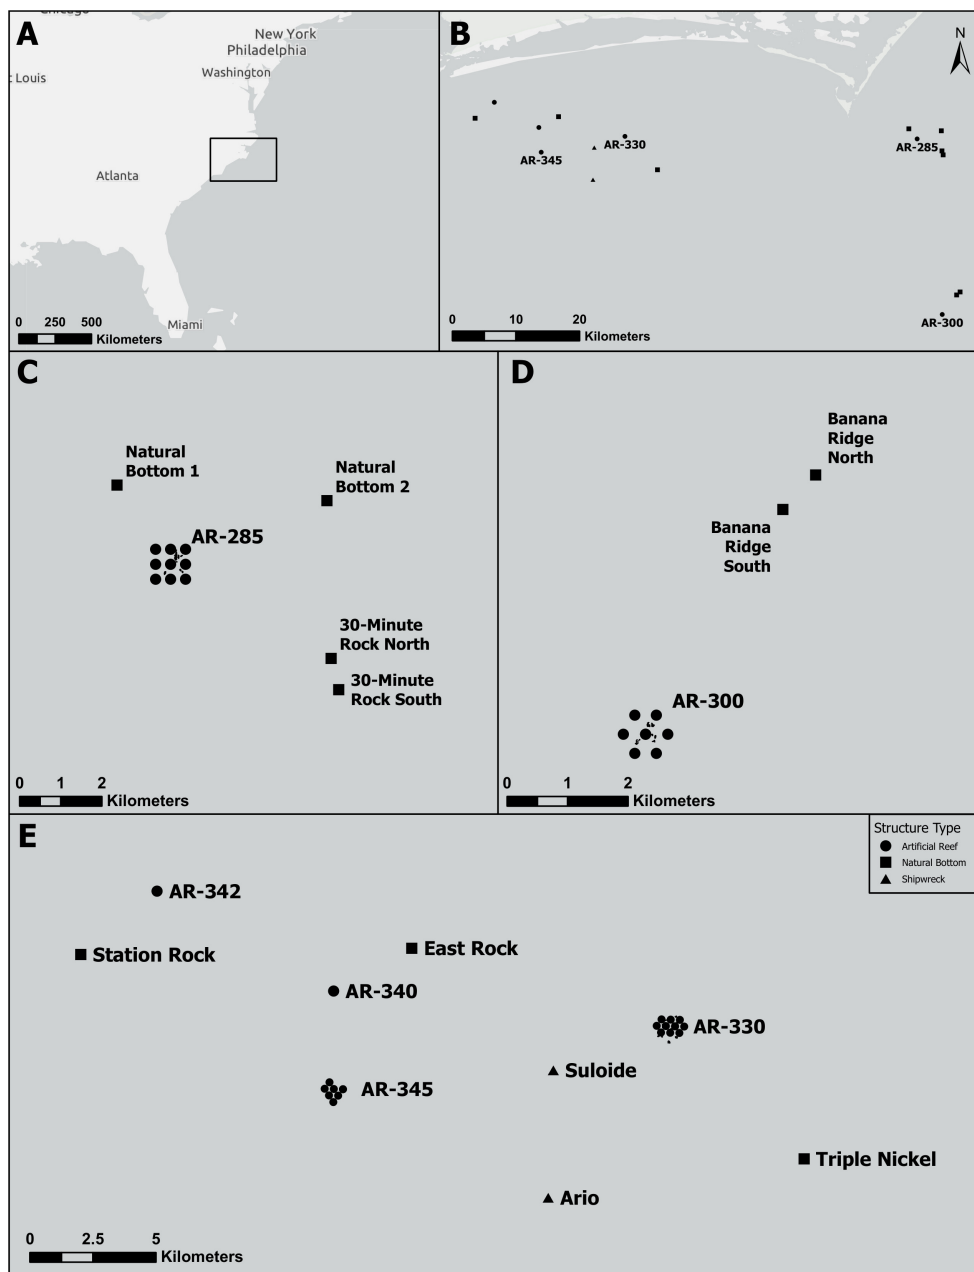 A
Chicago
New York
Philadelphia
Washington
Louis
Atlanta
Miami
0 250 500
Kilometers
B
N
AR-330
AR-345
AR-285
AR-300
0 10 20
Kilometers
C
Natural
Bottom 1
Natural
Bottom 2
AR-285
30-Minute
Rock North
30-Minute
Rock South
0 1 2
Kilometers
D
Banana
Ridge
North
Banana
Ridge
South
AR-300
0 1 2
Kilometers
E
Structure Type
Artificial Reef
Natural Bottom
Shipwreck
AR-342
Station Rock
East Rock
AR-340
AR-330
Suloide
AR-345
Triple Nickel
Ario
0 2.5 5
Kilometers